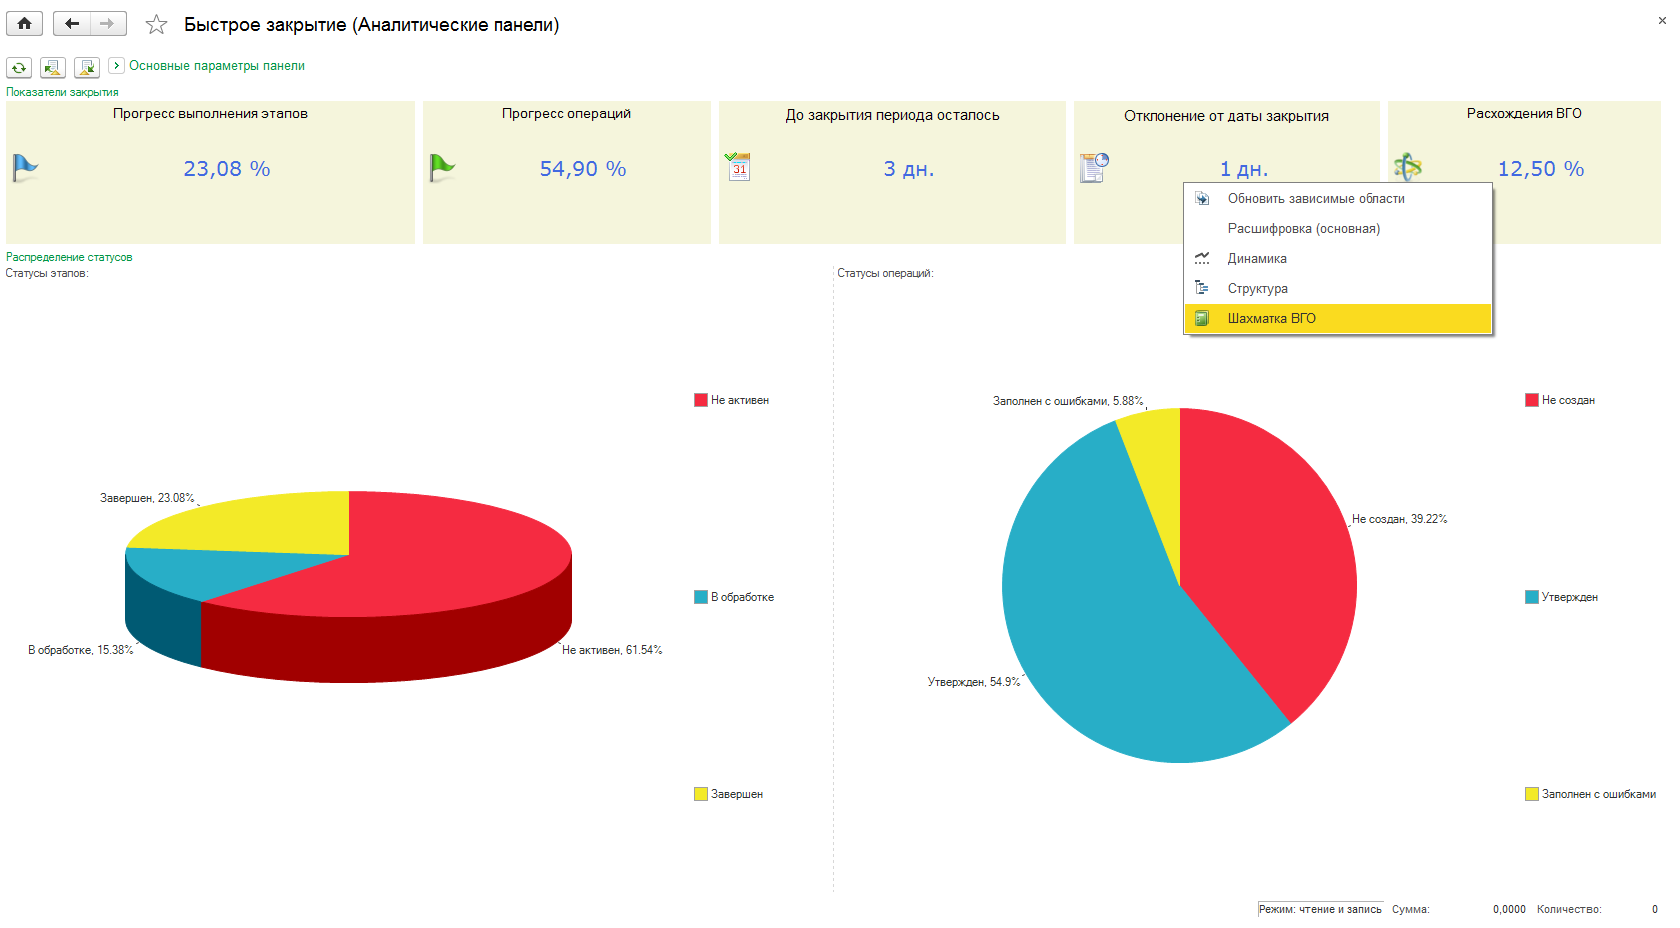 Быстрое закрытие (Аналитические панели)
Основные параметры панели
Показатели закрытия
Прогресс выполнения этапов
23,08 %
Прогресс операций
54,90 %
До закрытия периода осталось
31
3 дн.
Отклонение от даты закрытия
1 дн.
Расхождения ВГО
12,50 %
Обновить зависимые области
Расшифровка (основная)
Динамика
Структура
Шахматка ВГО
Распределение статусов
Статусы этапов:
Завершен, 23.08%
В обработке, 15.38%
Не активен, 61.54%
Не активен
В обработке
Завершен
Статусы операций:
Заполнен с ошибками, 5.88%
Не создан, 39.22%
Утвержден, 54.9%
Не создан
Утвержден
Заполнен с ошибками
Режим: чтение и запись Сумма: 0,0000 Количество: 0